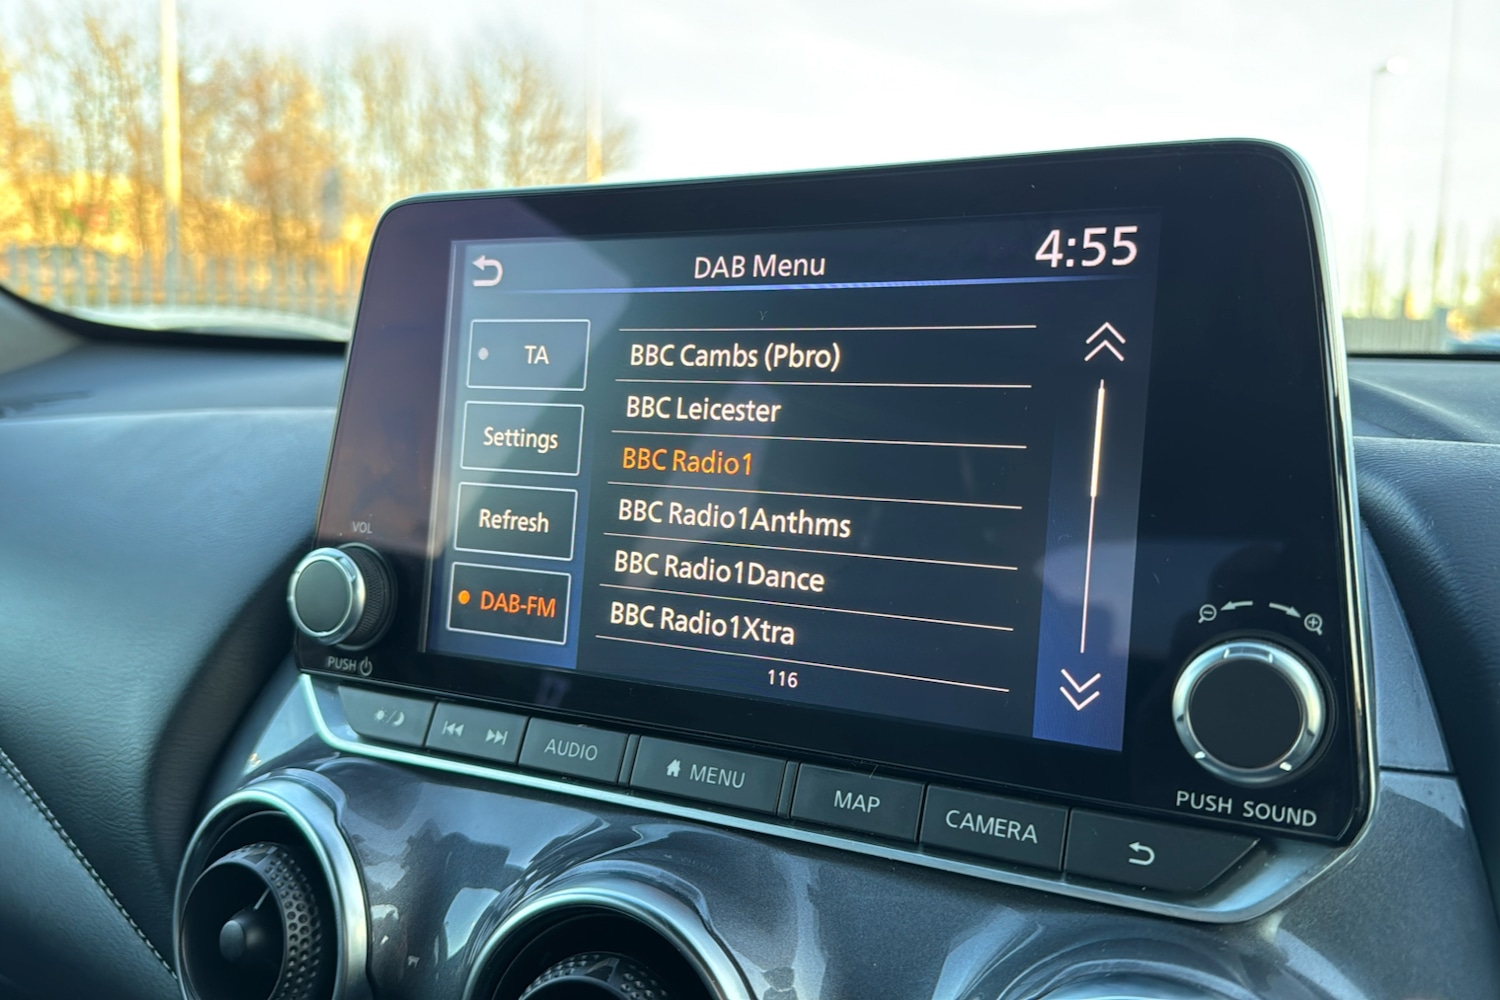 DAB Menu
4:55
TA
Settings
Refresh
DAB-FM
BBC Cambs (Pbro)
BBC Leicester
BBC Radio1
BBC Radio1Anthms
BBC Radio1Dance
BBC Radio1Xtra
116
VOL
PUSH
AUDIO
MENU
MAP
CAMERA
PUSH SOUND